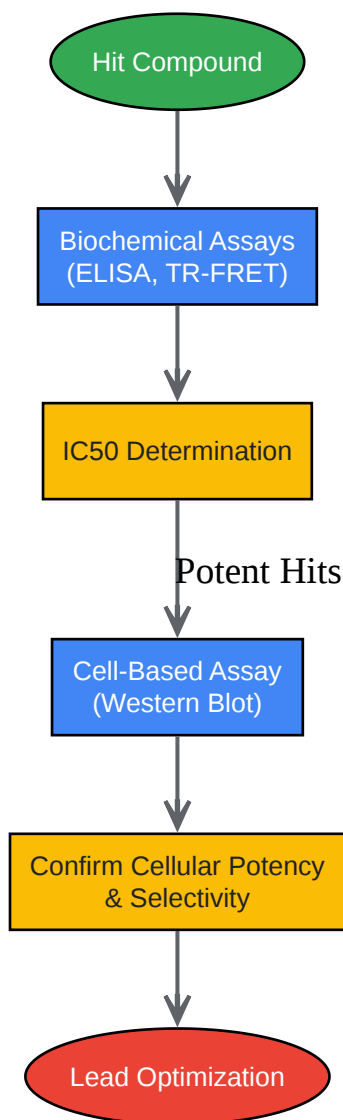 Hit Compound
Biochemical Assays
(ELISA, TR-FRET)
IC50 Determination
Potent Hits
Cell-Based Assay
(Western Blot)
Confirm Cellular Potency
& Selectivity
Lead Optimization